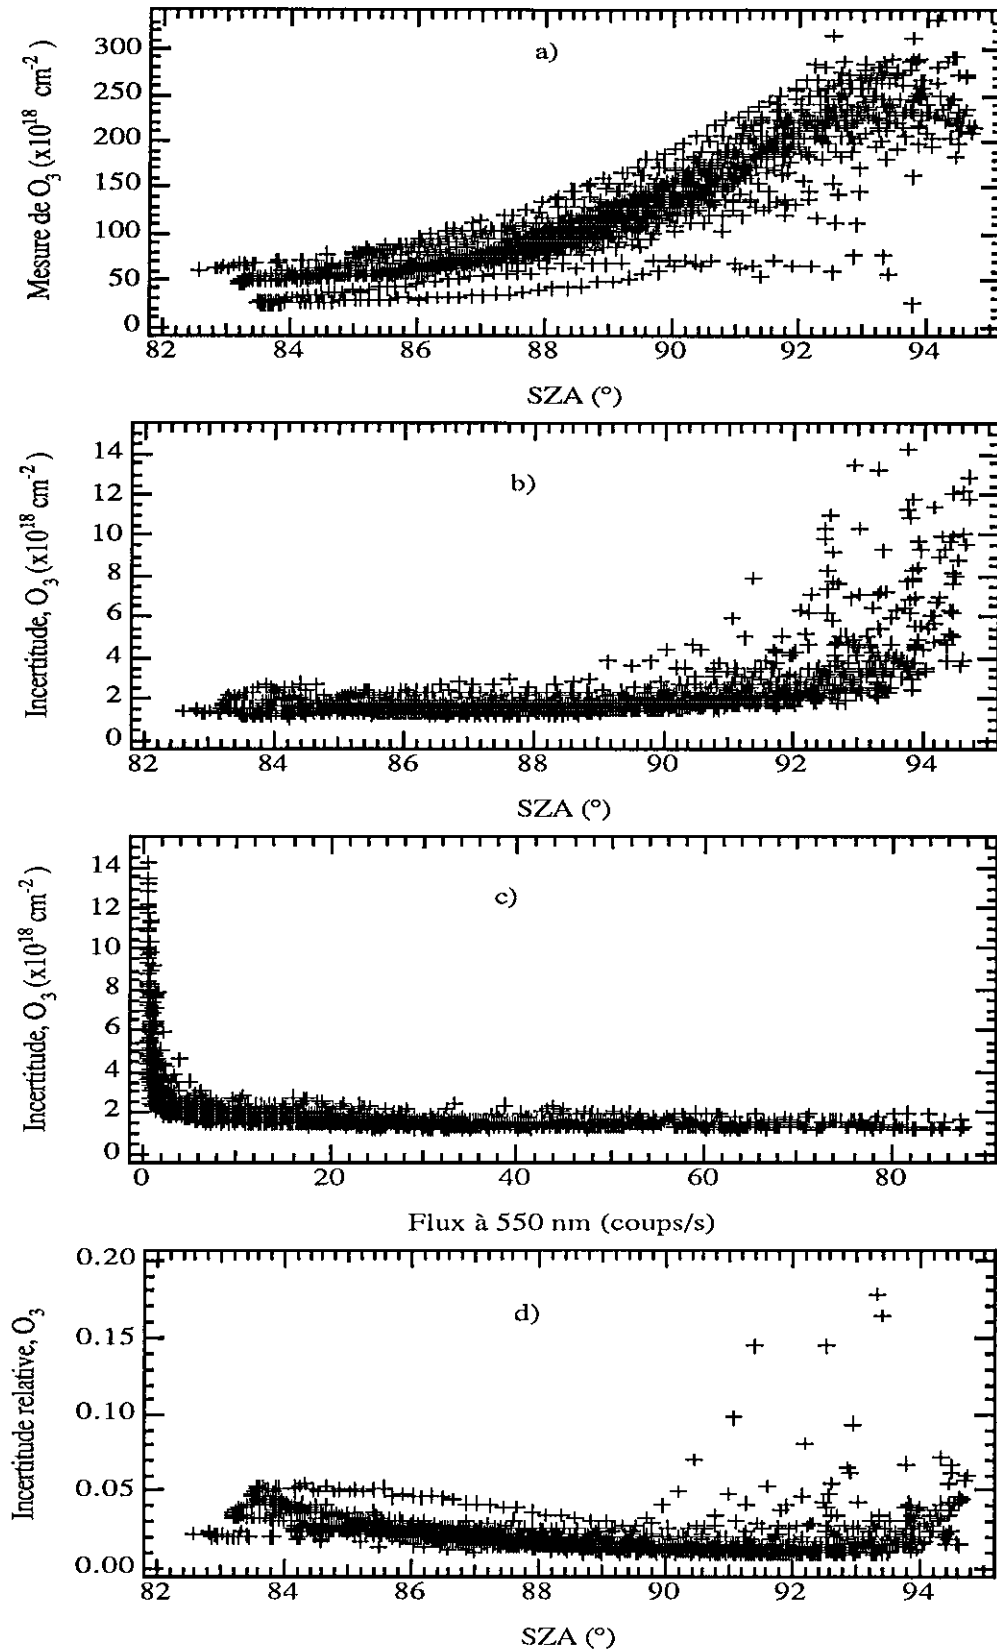 a)
Mesure de O3 (x10^18 cm^-2)
300
250
200
150
100
50
0
82 84 86 88 90 92 94
SZA (°)
b)
Incertitude, O3 (x10^18 cm^-2)
14
12
10
8
6
4
2
0
82 84 86 88 90 92 94
SZA (°)
c)
Incertitude, O3 (x10^18 cm^-2)
14
12
10
8
6
4
2
0
0 20 40 60 80
Flux à 550 nm (coups/s)
d)
Incertitude relative, O3
0.20
0.15
0.10
0.05
0.00
82 84 86 88 90 92 94
SZA (°)